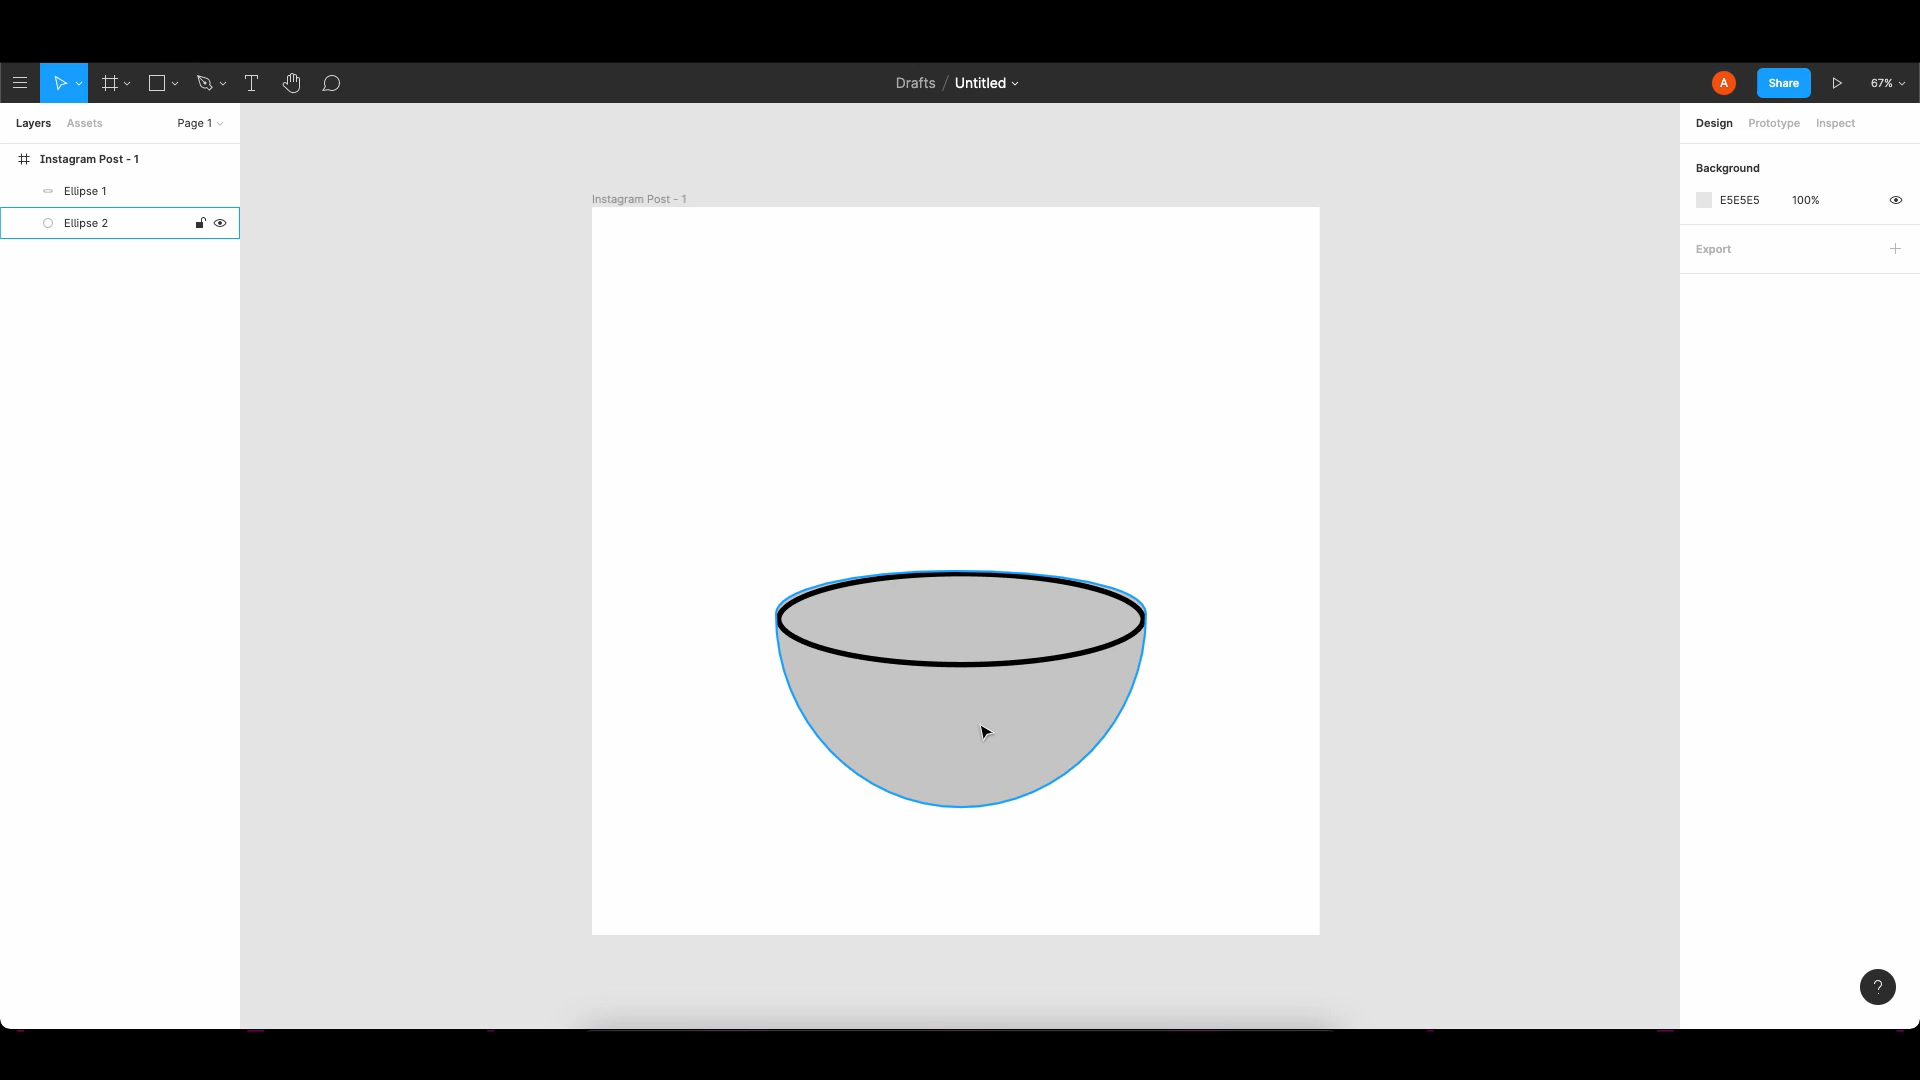 Drafts / Untitled
A
Share
67%
Layers
Assets
Page 1
Instagram Post - 1
Ellipse 1
Ellipse 2
Instagram Post - 1
Design
Prototype
Inspect
Background
E5E5E5
100%
Export
?